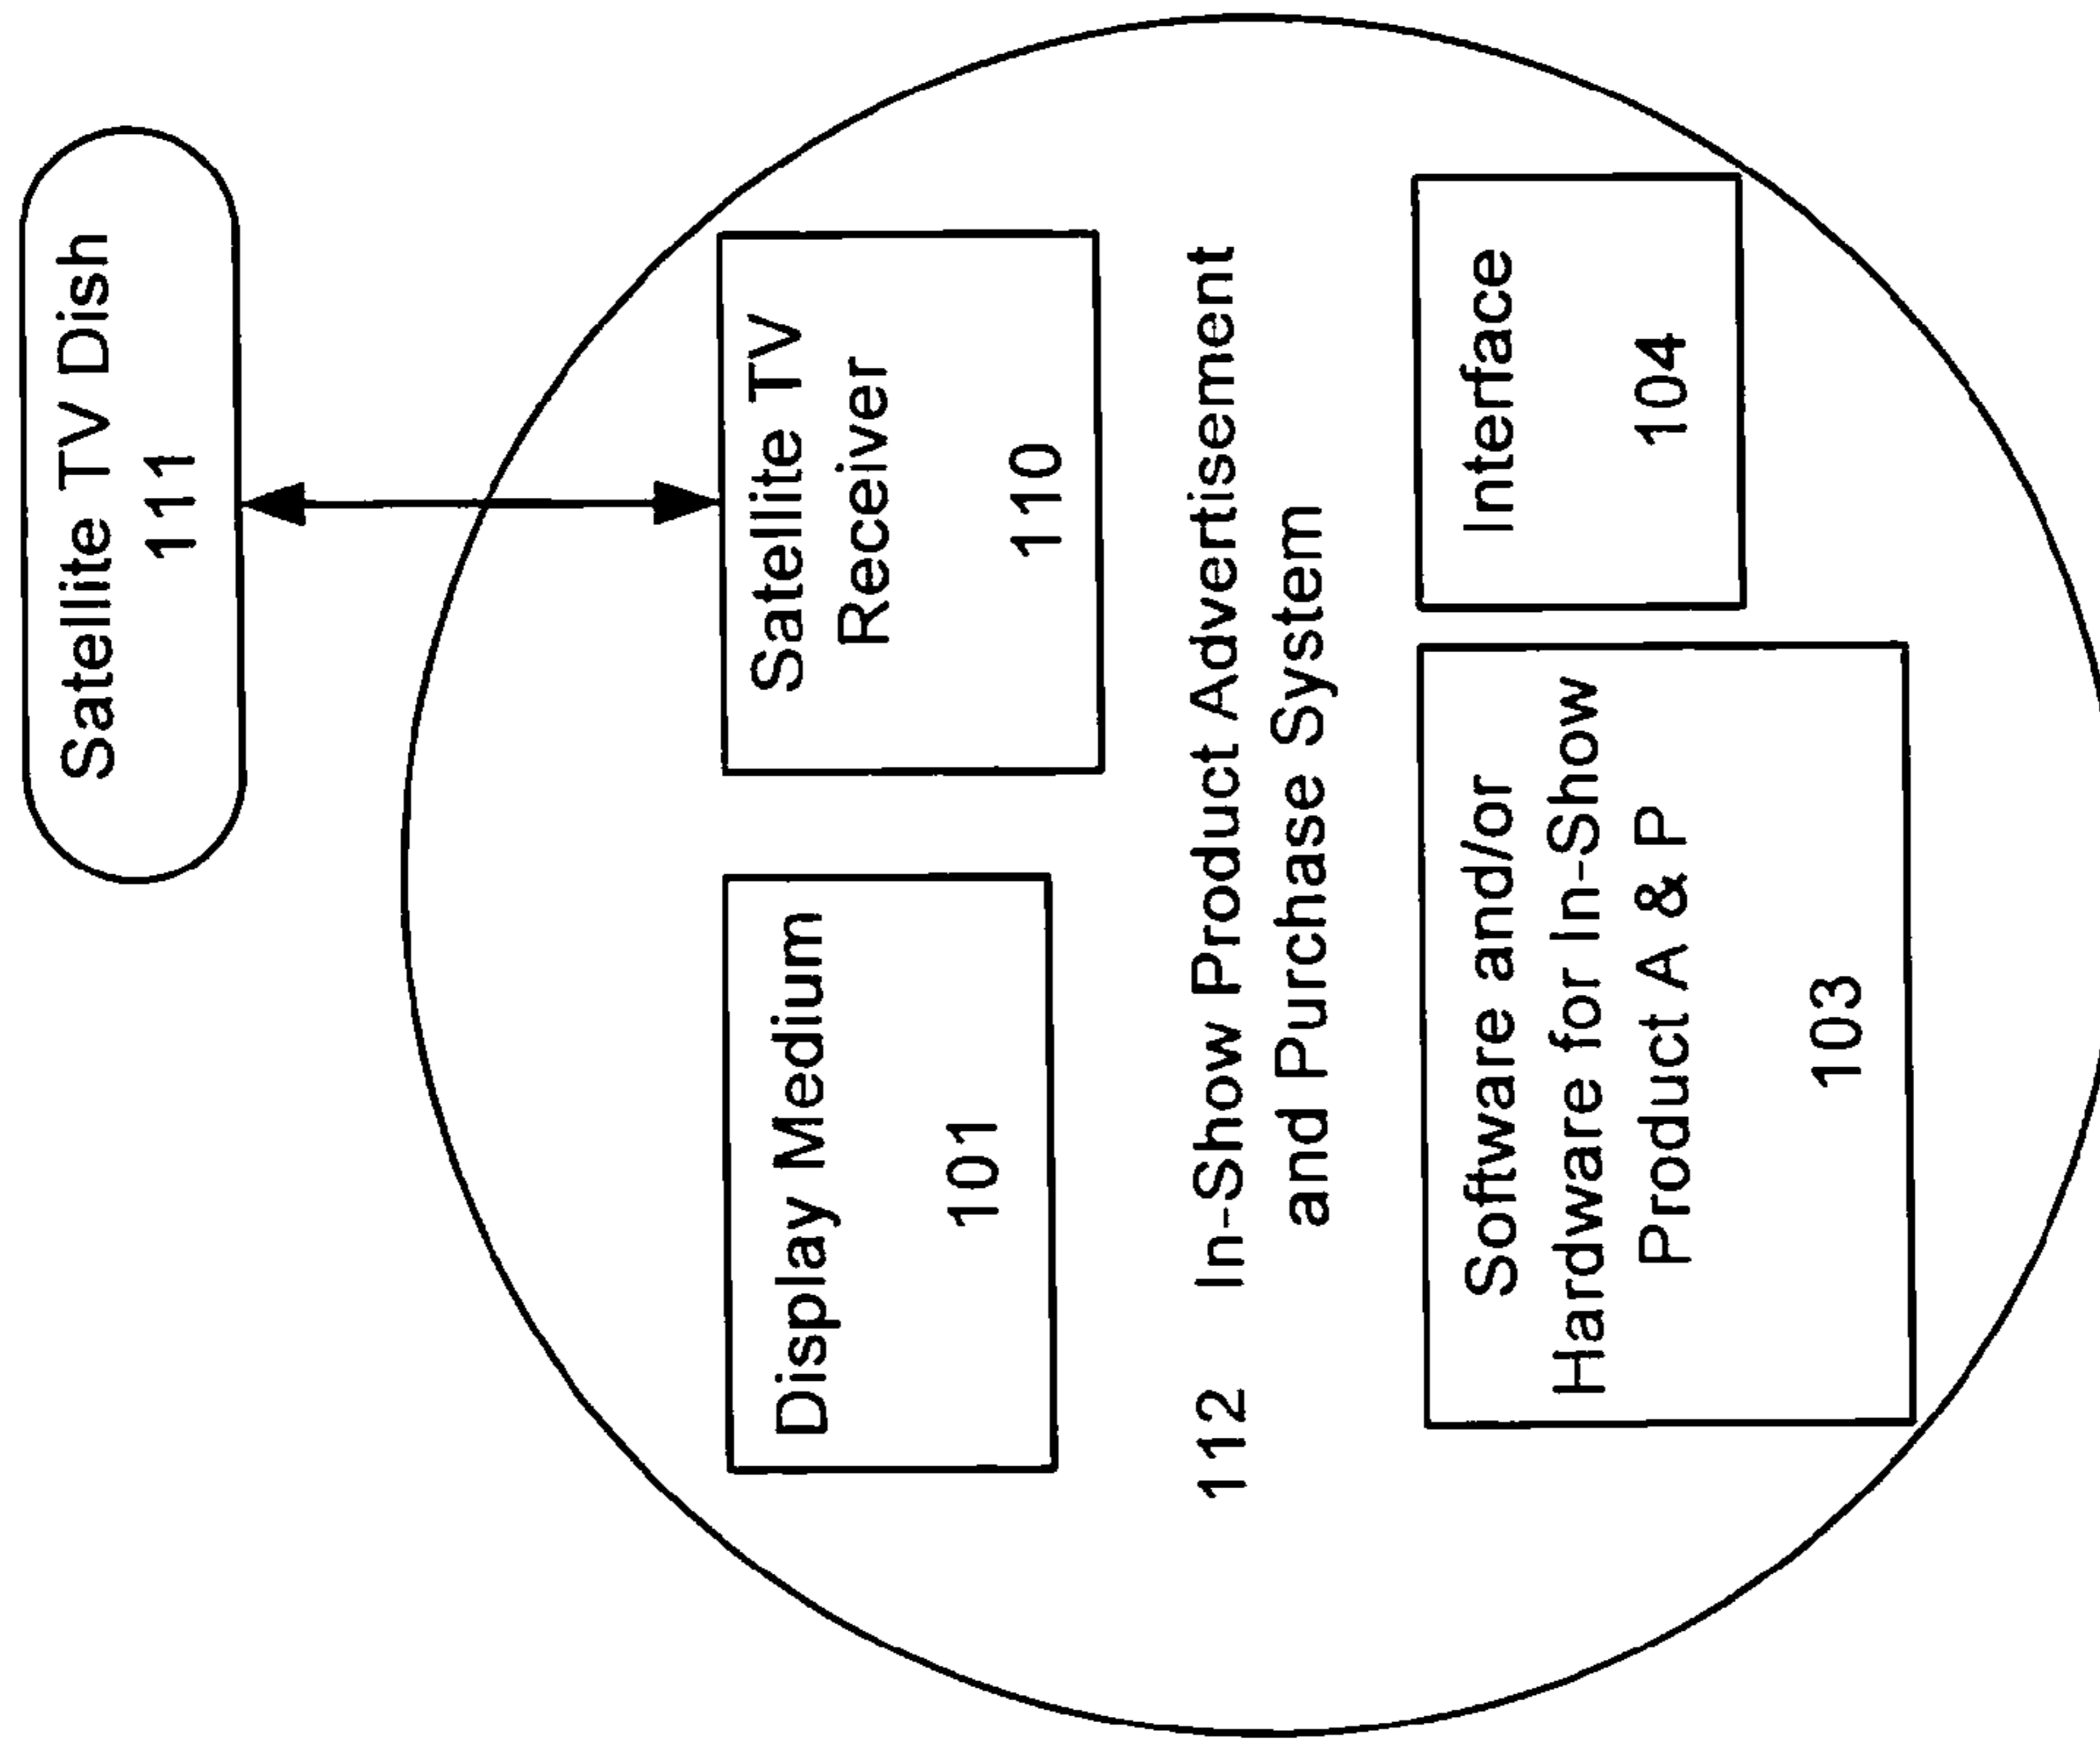 Satellite TV Dish
111
Display Medium
101
Satellite TV
Receiver
110
112 In-Show Product Advertisement
and Purchase System
Software and/or
Hardware for In-Show
Product A & P
103
Interface
104